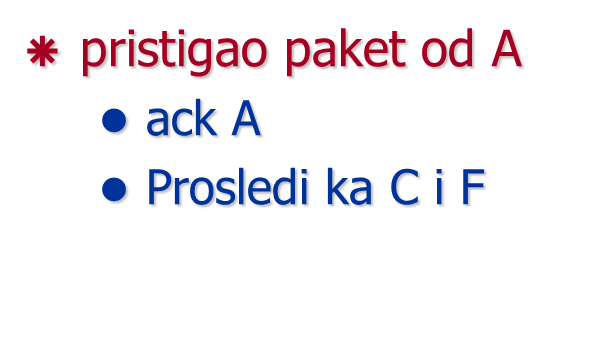 pristigao paket od A
ack A
Prosledi ka C i F